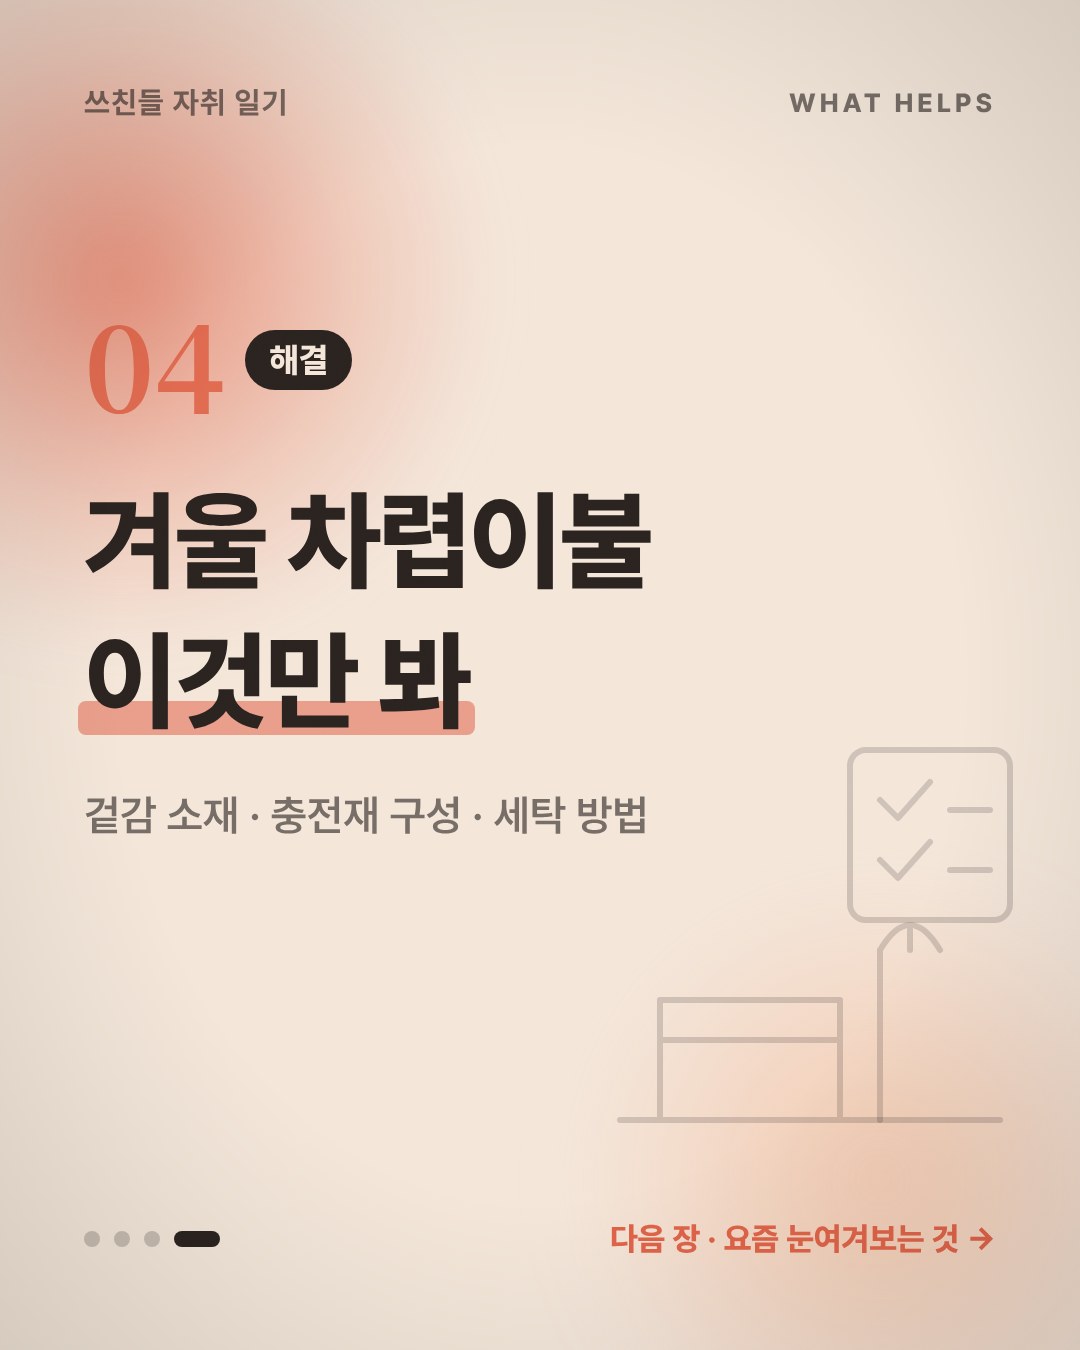 쓰친들 자취 일기
WHAT HELPS
04 해결
겨울 차렵이불
이것만 봐
겉감 소재 · 충전재 구성 · 세탁 방법
다음 장 · 요즘 눈여겨보는 것 →